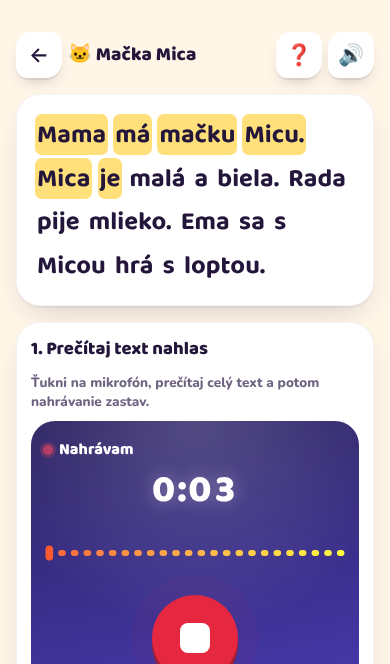 Mačka Mica
Mama má mačku Micu.
Mica je malá a biela. Rada
pije mlieko. Ema sa s
Micou hrá s loptou.
1. Prečítaj text nahlas
Ťukni na mikrofón, prečítaj celý text a potom
nahrávanie zastav.
Nahrávam
0:03